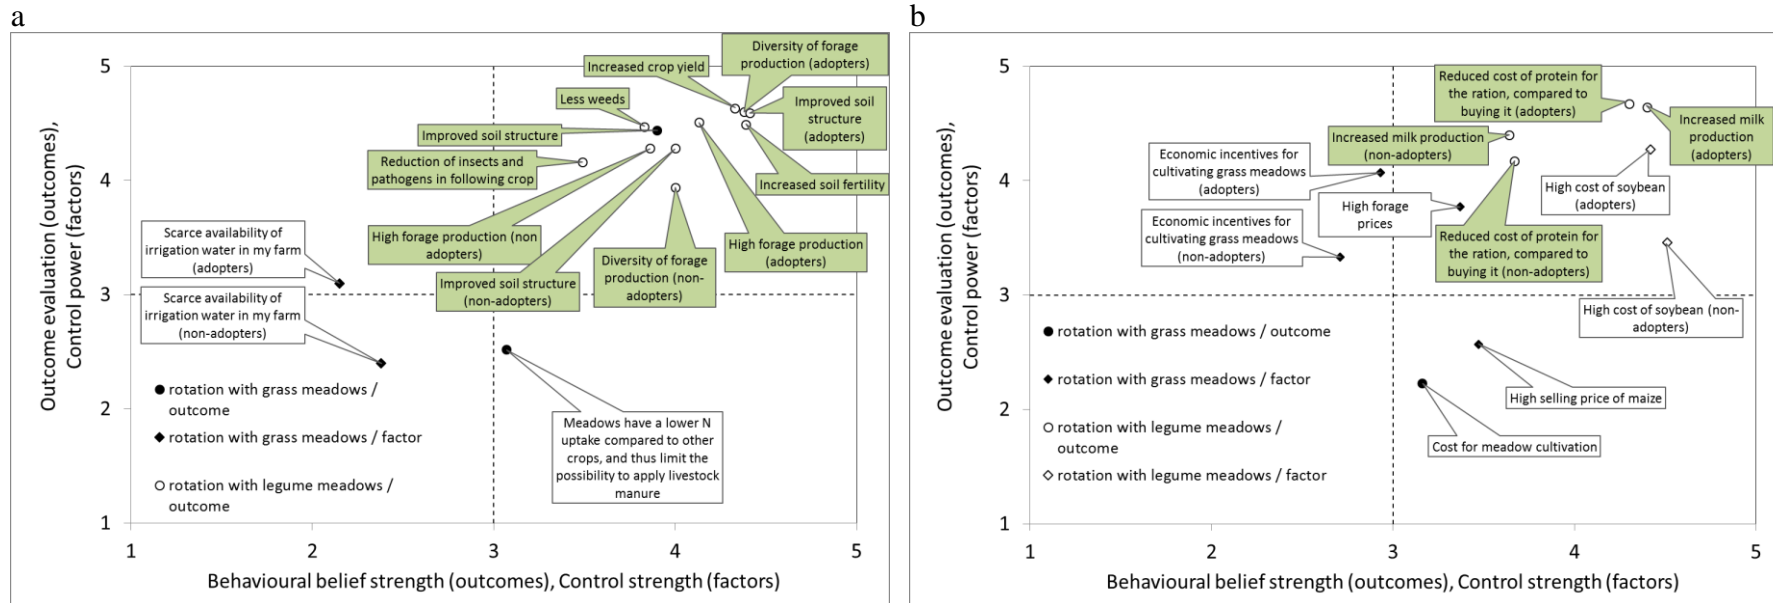 a
Outcome evaluation (outcomes),
Control power (factors)
5
4
3
2
1
1
2
3
4
5
Behavioural belief strength (outcomes), Control strength (factors)
Diversity of forage
production (adopters)
Increased crop yield
Less weeds
Improved soil
structure
(adopters)
Improved soil structure
Reduction of insects and
pathogens in following crop
Increased soil fertility
Scarce availability of
irrigation water in my farm
(adopters)
High forage production (non
adopters)
High forage production
(adopters)
Diversity of forage
production (non-
adopters)
Improved soil structure
(non-adopters)
Scarce availability of
irrigation water in my farm
(non-adopters)
rotation with grass meadows /
outcome
rotation with grass meadows / factor
rotation with legume meadows /
outcome
Meadows have a lower N
uptake compared to other
crops, and thus limit the
possibility to apply livestock
manure
b
Outcome evaluation (outcomes),
Control power (factors)
5
4
3
2
1
1
2
3
4
5
Behavioural belief strength (outcomes), Control strength (factors)
Reduced cost of protein for
the ration, compared to
buying it (adopters)
Increased milk
production
(adopters)
Increased milk production
(non-adopters)
Economic incentives for
cultivating grass meadows
(adopters)
High cost of soybean
(adopters)
High forage
prices
Economic incentives for
cultivating grass meadows
(non-adopters)
Reduced cost of protein for
the ration, compared to
buying it (non-adopters)
High cost of soybean (non-
adopters)
rotation with grass meadows / outcome
rotation with grass meadows / factor
rotation with legume meadows /
outcome
rotation with legume meadows / factor
High selling price of maize
Cost for meadow cultivation